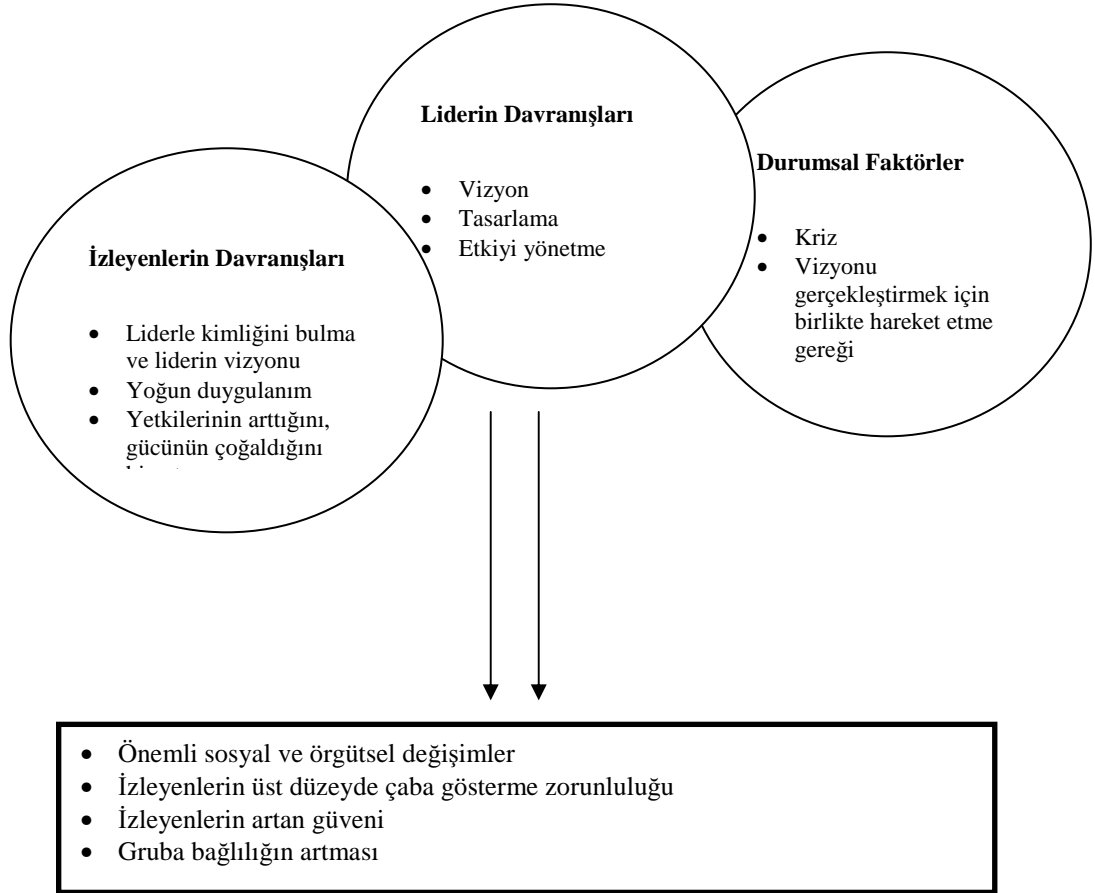 Liderin Davranışları
• Vizyon
• Tasarlama
• Etkiyi yönetme
Durumsal Faktörler
• Kriz
• Vizyonu
gerçekleştirmek için
birlikte hareket etme
gereği
İzleyenlerin Davranışları
• Liderle kimliğini bulma
ve liderin vizyonu
• Yoğun duygulanım
• Yetkilerinin arttığını,
gücünün çoğaldığını
• Önemli sosyal ve örgütsel değişimler
• İzleyenlerin üst düzeyde çaba gösterme zorunluluğu
• İzleyenlerin artan güveni
• Gruba bağlılığın artması